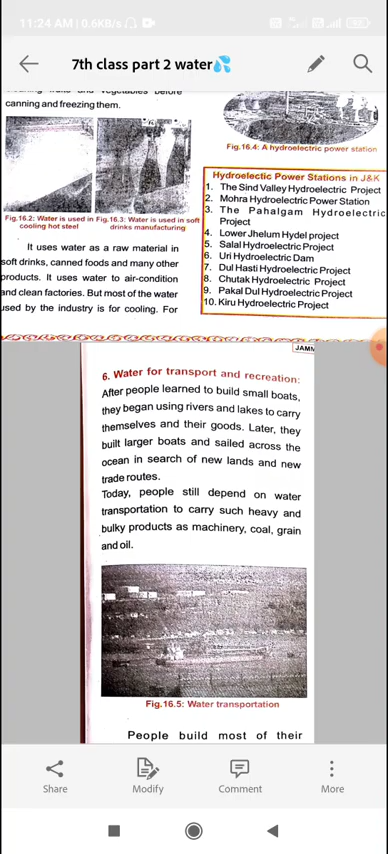 11:24 AM | 0.6KB/s
7th class part 2 water💦
cleaning fruits and vegetables before
canning and freezing them.
Fig.16.4: A hydroelectric power station
Fig.16.2: Water is used in
cooling hot steel
Fig.16.3: Water is used in soft
drinks manufacturing
It uses water as a raw material in
soft drinks, canned foods and many other
products. It uses water to air-condition
and clean factories. But most of the water
used by the industry is for cooling. For
Hydroelectic Power Stations in J&K
1. The Sind Valley Hydroelectric Project
2. Mohra Hydroelectric Power Station
3. The Pahalgam Hydroelectric
Project
4. Lower Jhelum Hydel project
5. Salal Hydroelectric Project
6. Uri Hydroelectric Dam
7. Dul Hasti Hydroelectric Project
8. Chutak Hydroelectric Project
9. Pakal Dul Hydroelectric Project
10. Kiru Hydroelectric Project
JAMM
6. Water for transport and recreation:
After people learned to build small boats,
they began using rivers and lakes to carry
themselves and their goods. Later, they
built larger boats and sailed across the
ocean in search of new lands and new
trade routes.
Today, people still depend on water
transportation to carry such heavy and
bulky products as machinery, coal, grain
and oil.
Fig.16.5: Water transportation
People build most of their
Share
Modify
Comment
More